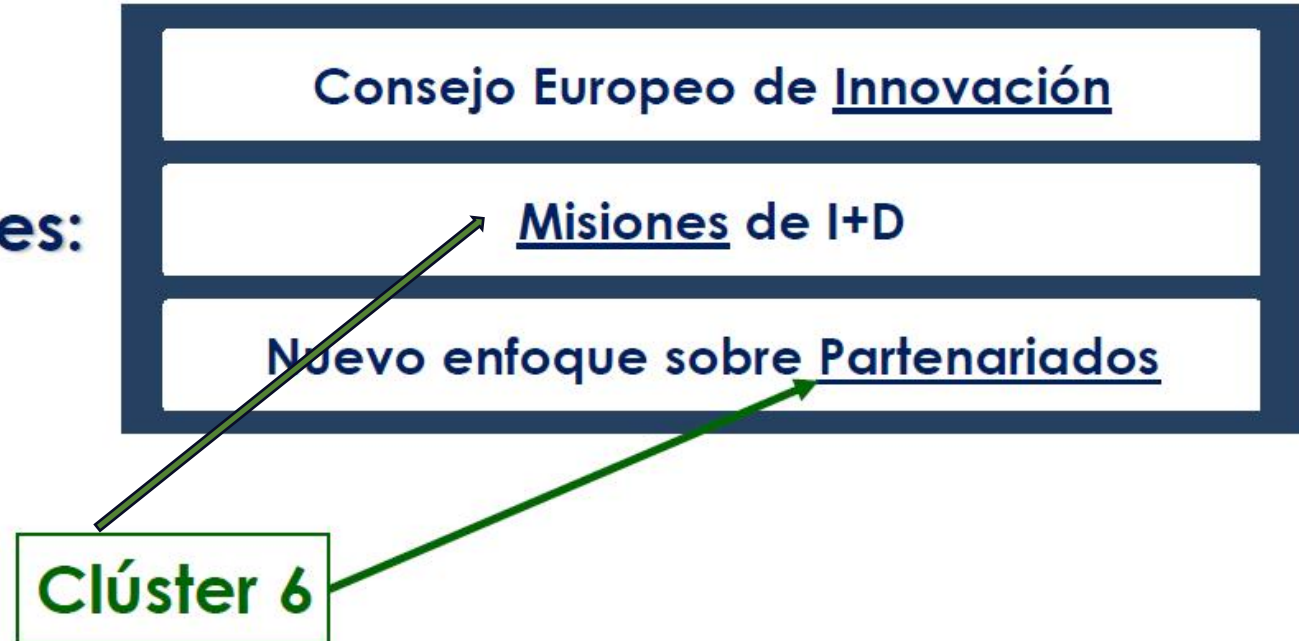 Consejo Europeo de Innovación
es:
Misiones de I+D
Nuevo enfoque sobre Partenariados
Clúster 6